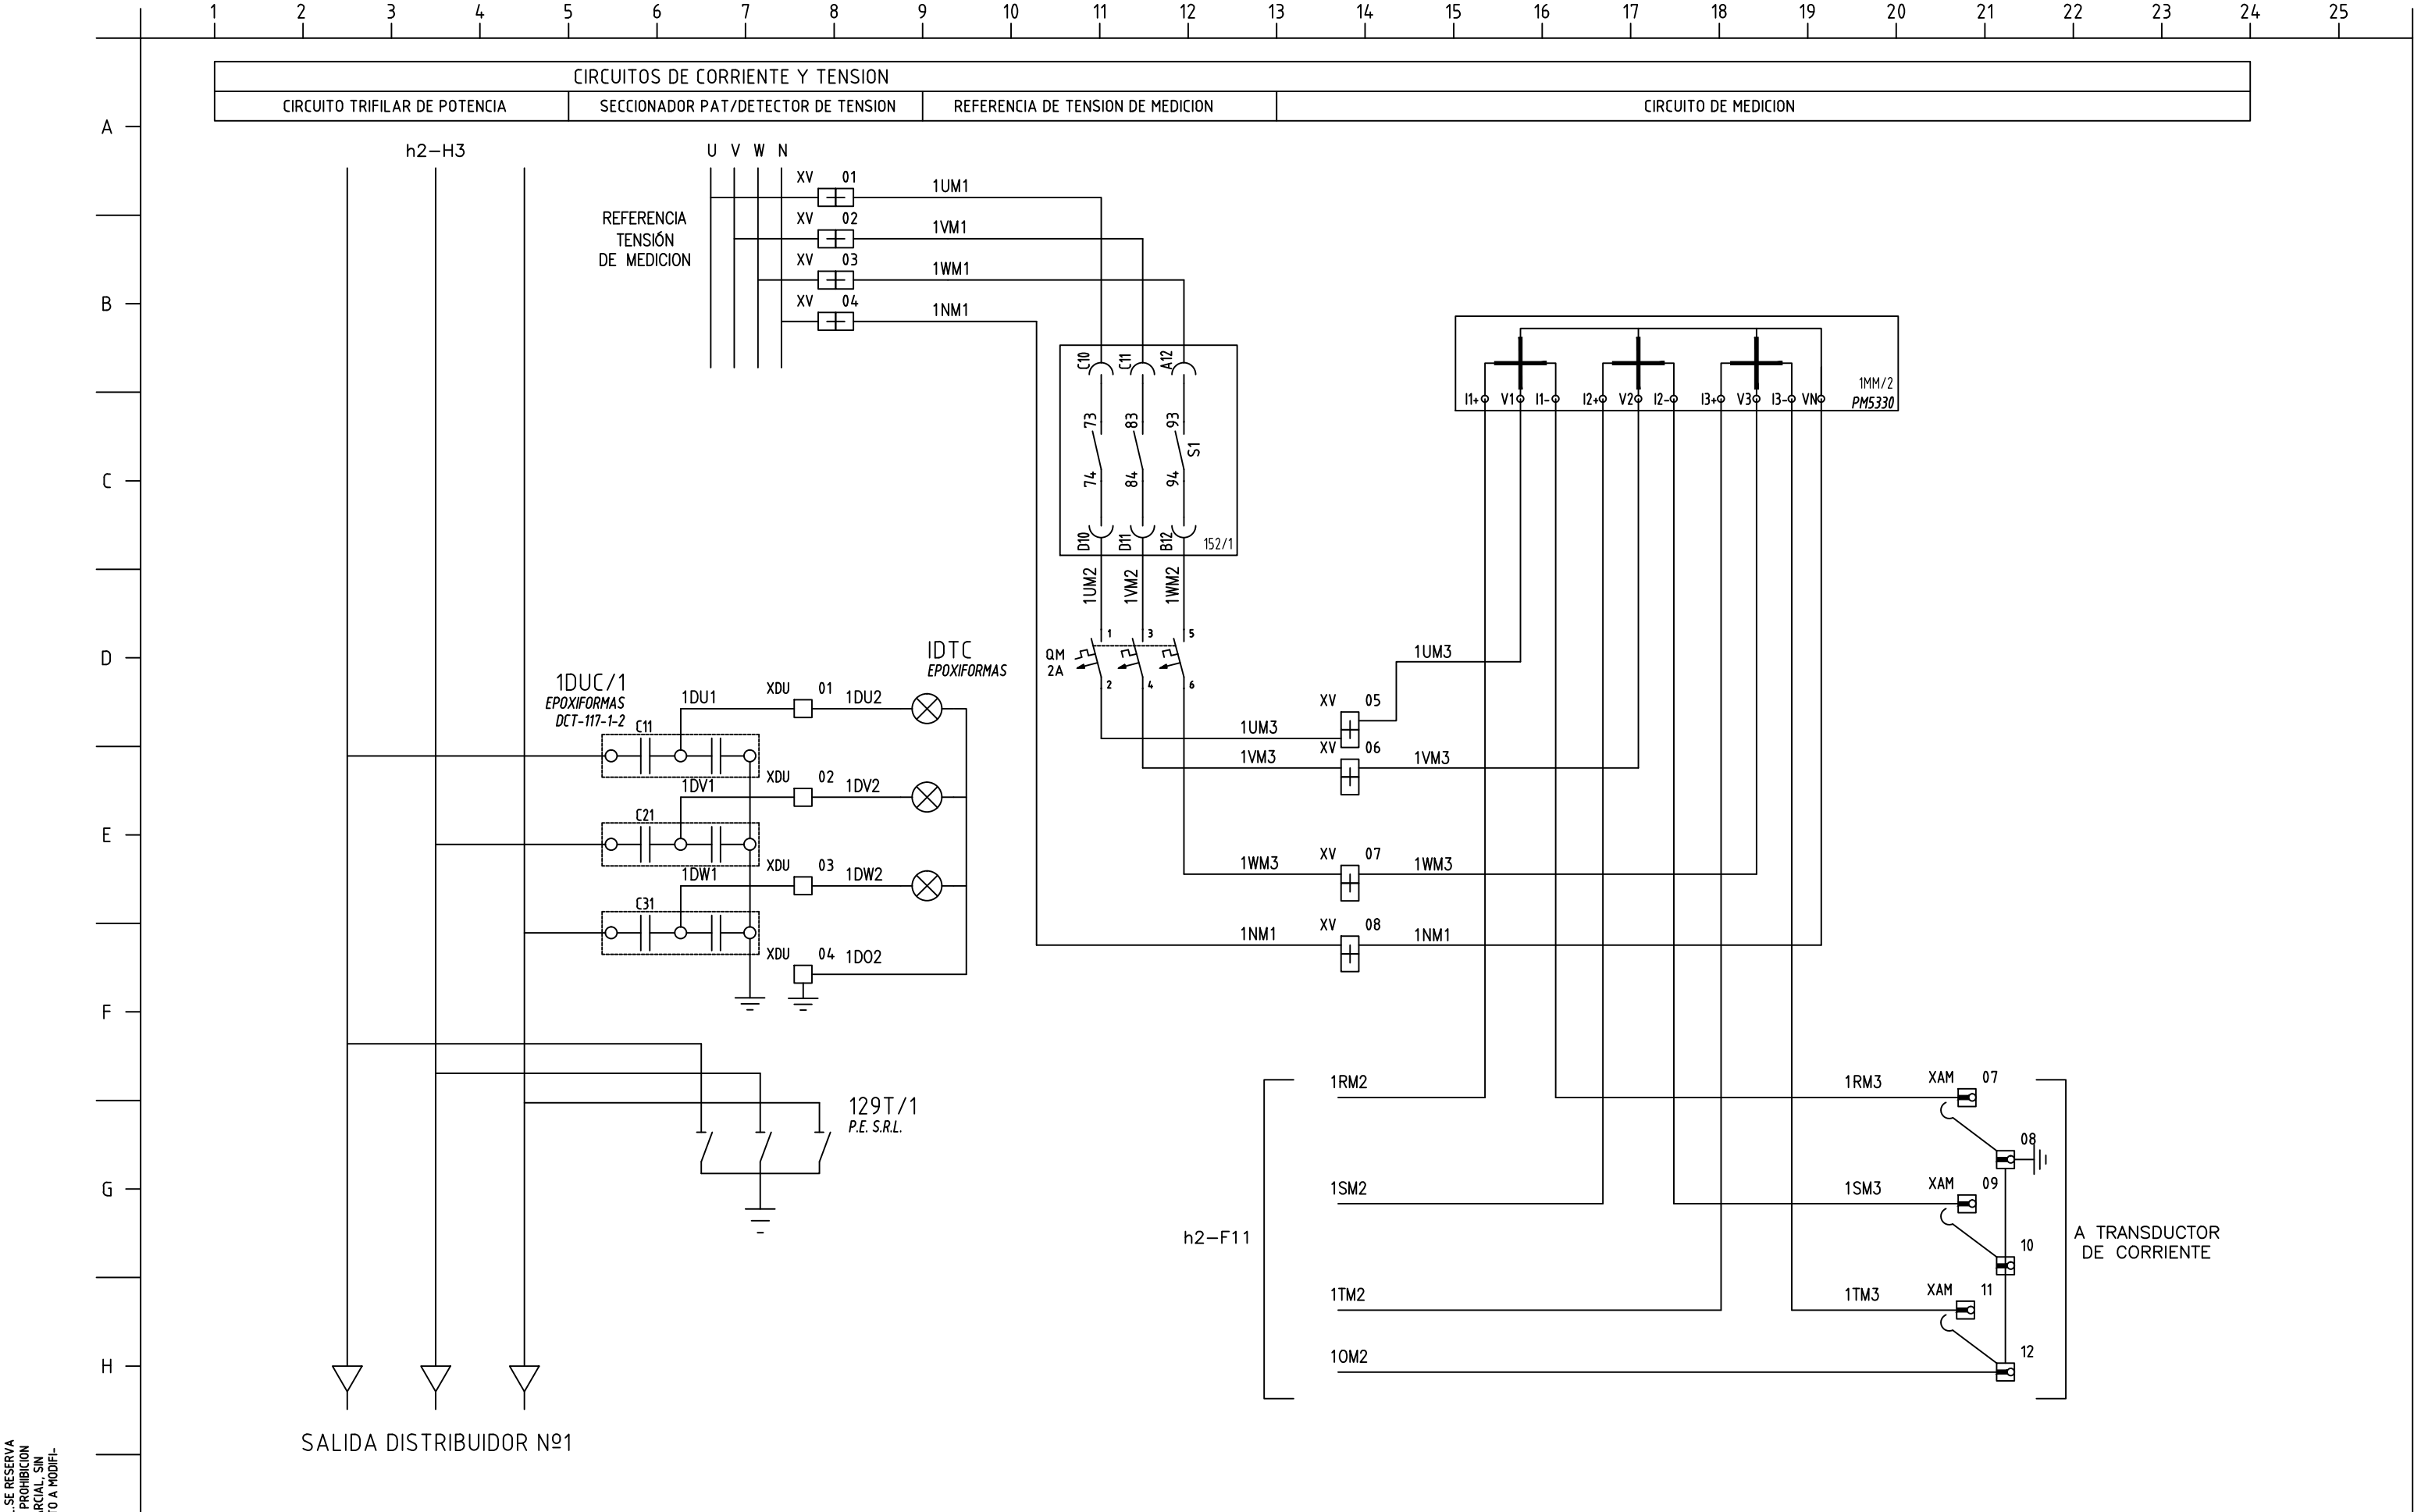 1 2 3 4 5 6 7 8 9 10 11 12 13 14 15 16 17 18 19 20 21 22 23 24 25
CIRCUITOS DE CORRIENTE Y TENSION
CIRCUITO TRIFILAR DE POTENCIA SECCIONADOR PAT/DETECTOR DE TENSION REFERENCIA DE TENSION DE MEDICION CIRCUITO DE MEDICION
A
B
C
D
E
F
G
H
h2-H3
U V W N
REFERENCIA
TENSIÓN
DE MEDICION
XV 01 1UM1
XV 02 1VM1
XV 03 1WM1
XV 04 1NM1
C10 C11 A12
73 83 93
S1
74 84 94
D10 D11 B12
152/1
1UM2 1VM2 1WM2
QM
2A
1 3 5
2 4 6
I1+ V1 I1- I2+ V2 I2- I3+ V3 I3- VN
1MM/2
PM5330
1UM3
XV 05
1UM3
XV 06
1VM3 1VM3
XV 07
1WM3 1WM3
XV 08
1NM1 1NM1
IDTC
EPOXIFORMAS
1DUC/1
EPOXIFORMAS
DCT-117-1-2
C11
1DU1 XDU 01 1DU2
C21
1DV1 XDU 02 1DV2
C31
1DW1 XDU 03 1DW2
XDU 04 1DO2
129T/1
P.E. S.R.L.
h2-F11
1RM2 1RM3 XAM 07
08
1SM2 1SM3 XAM 09
10
1TM2 1TM3 XAM 11
1OM2 12
A TRANSDUCTOR
DE CORRIENTE
SALIDA DISTRIBUIDOR Nº1
.SE RESERVA
PROHIBICION
RCIAL, SIN
O A MODIFI-